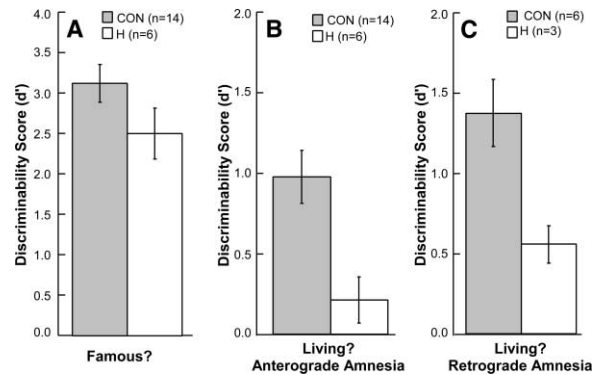 A
CON (n=14)
H (n=6)
Discriminability Score (d')
4.0
3.5
3.0
2.5
2.0
1.5
1.0
0.5
0.0
Famous?
B
CON (n=14)
H (n=6)
Discriminability Score (d')
2.0
1.5
1.0
0.5
0.0
Living?
Anterograde Amnesia
C
CON (n=6)
H (n=3)
Discriminability Score (d')
2.0
1.5
1.0
0.5
0.0
Living?
Retrograde Amnesia